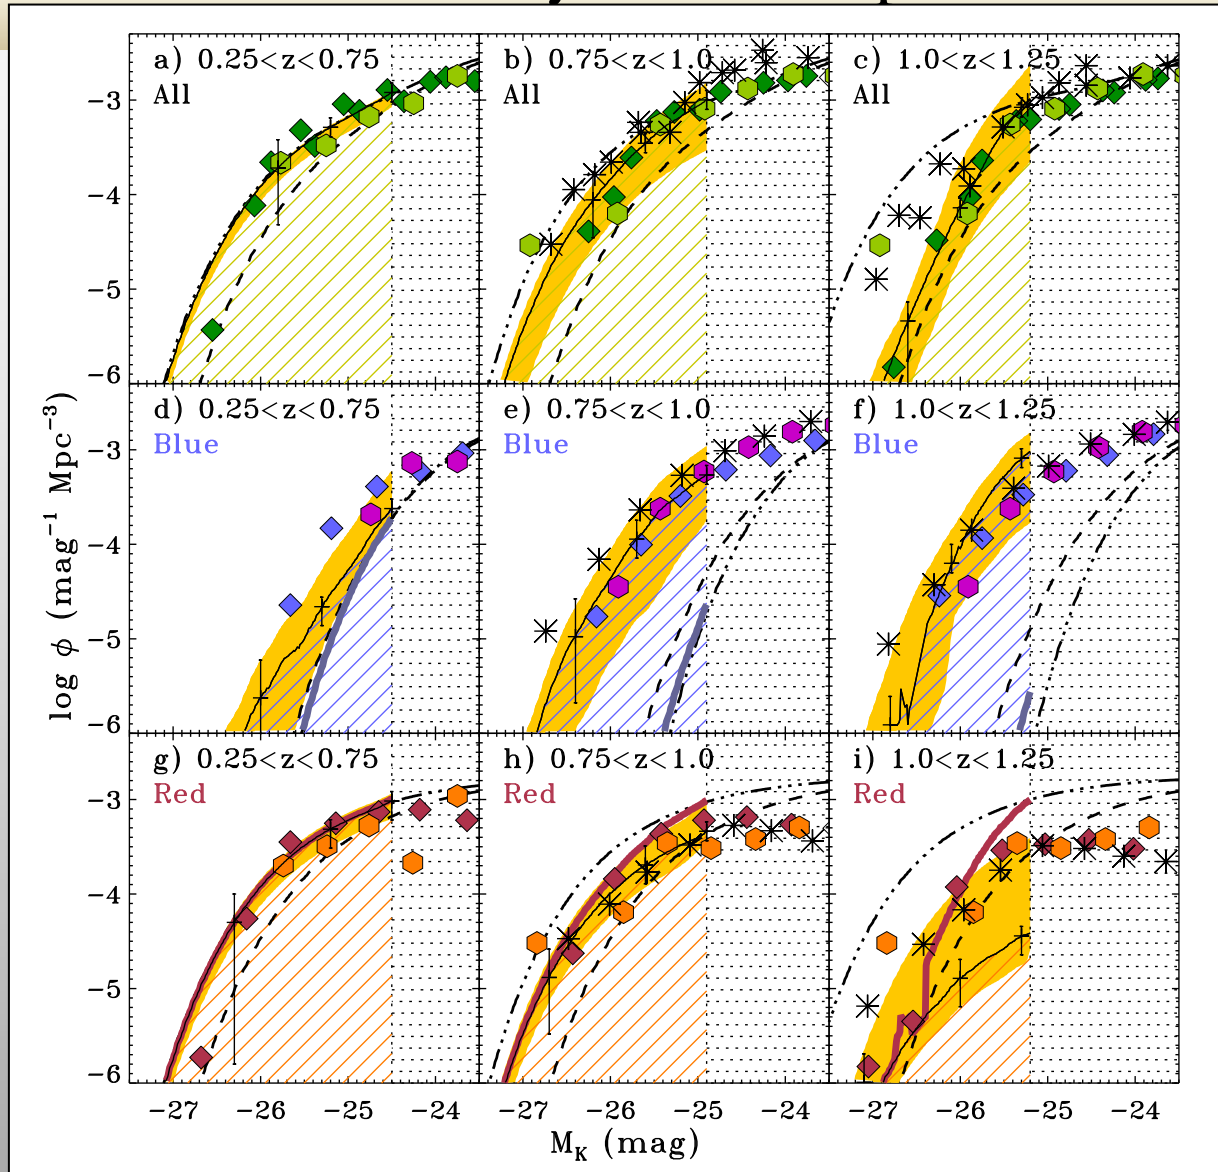 a) 0.25<z<0.75
All
b) 0.75<z<1.0
All
c) 1.0<z<1.25
All
−3
−4
−5
−6
d) 0.25<z<0.75
Blue
e) 0.75<z<1.0
Blue
f) 1.0<z<1.25
Blue
−3
−4
−5
−6
g) 0.25<z<0.75
Red
h) 0.75<z<1.0
Red
i) 1.0<z<1.25
Red
−3
−4
−5
−6
log ϕ (mag⁻¹ Mpc⁻³)
−27 −26 −25 −24 −27 −26 −25 −24 −27 −26 −25 −24
M_K (mag)